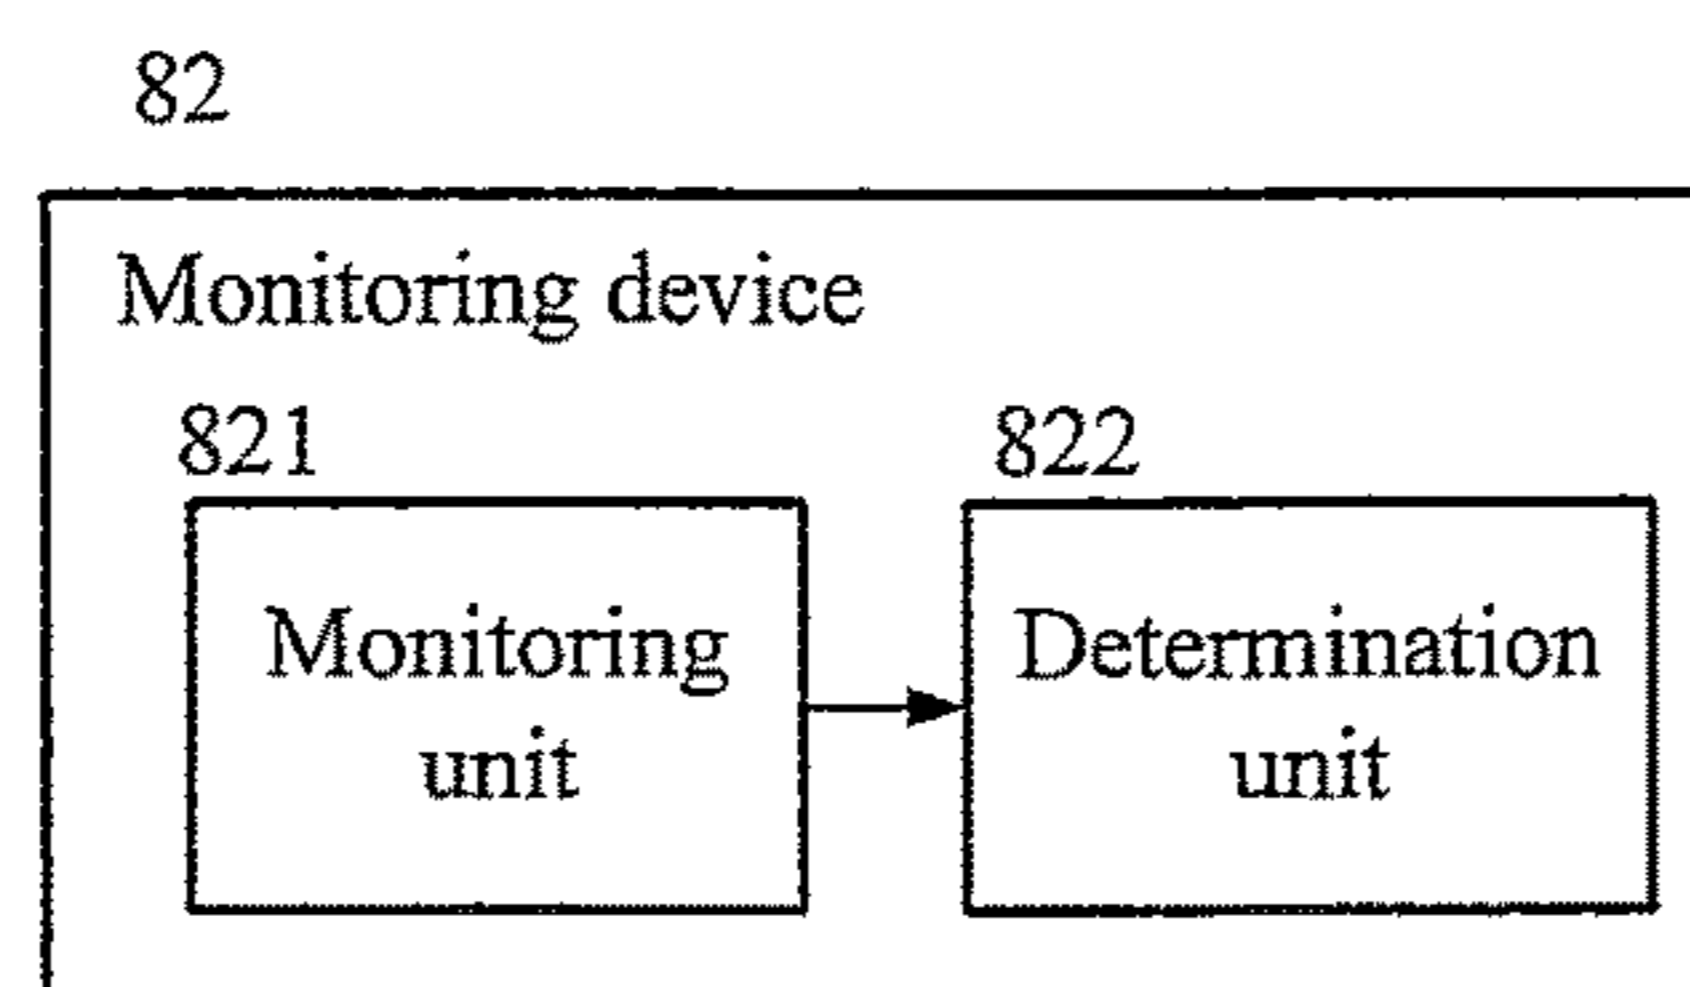 82
Monitoring device
821
822
Monitoring
unit
Determination
unit